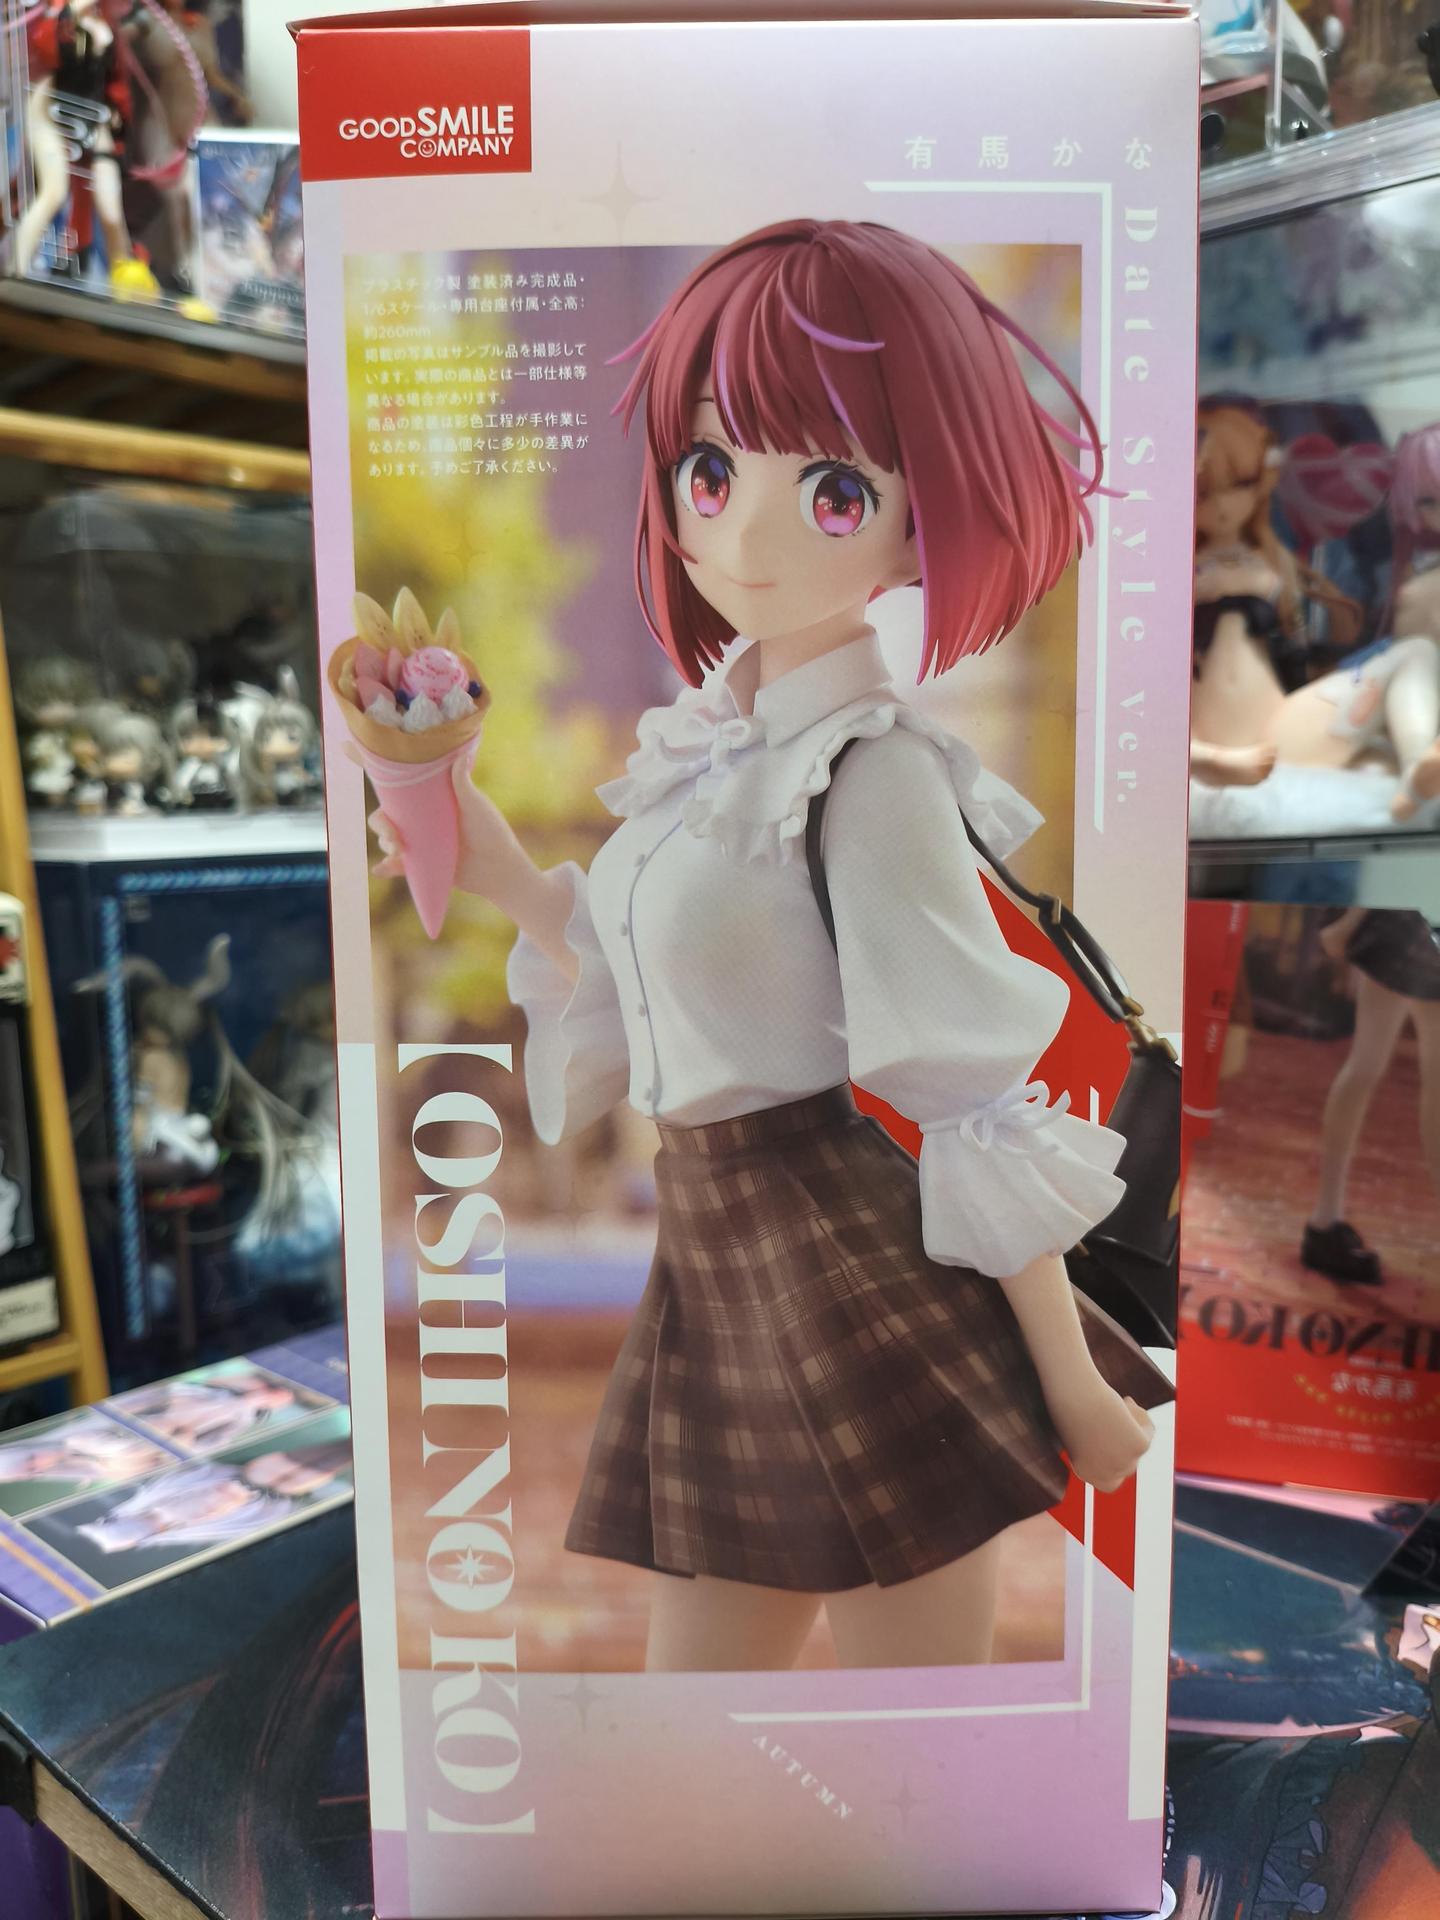 GOODSMILE
COMPANY
有馬かな
Date Style Ver.
プラスチック製 塗装済み完成品・
1/6スケール・専用台座付属・全高：
約260mm
掲載の写真はサンプル品を撮影して
います。実際の商品とは一部仕様等
異なる場合があります。
商品の塗装は彩色工程が手作業に
なるため、商品個々に多少の差異が
あります。予めご了承ください。
【OSHI NO KO】
AUTUMN
有馬かな